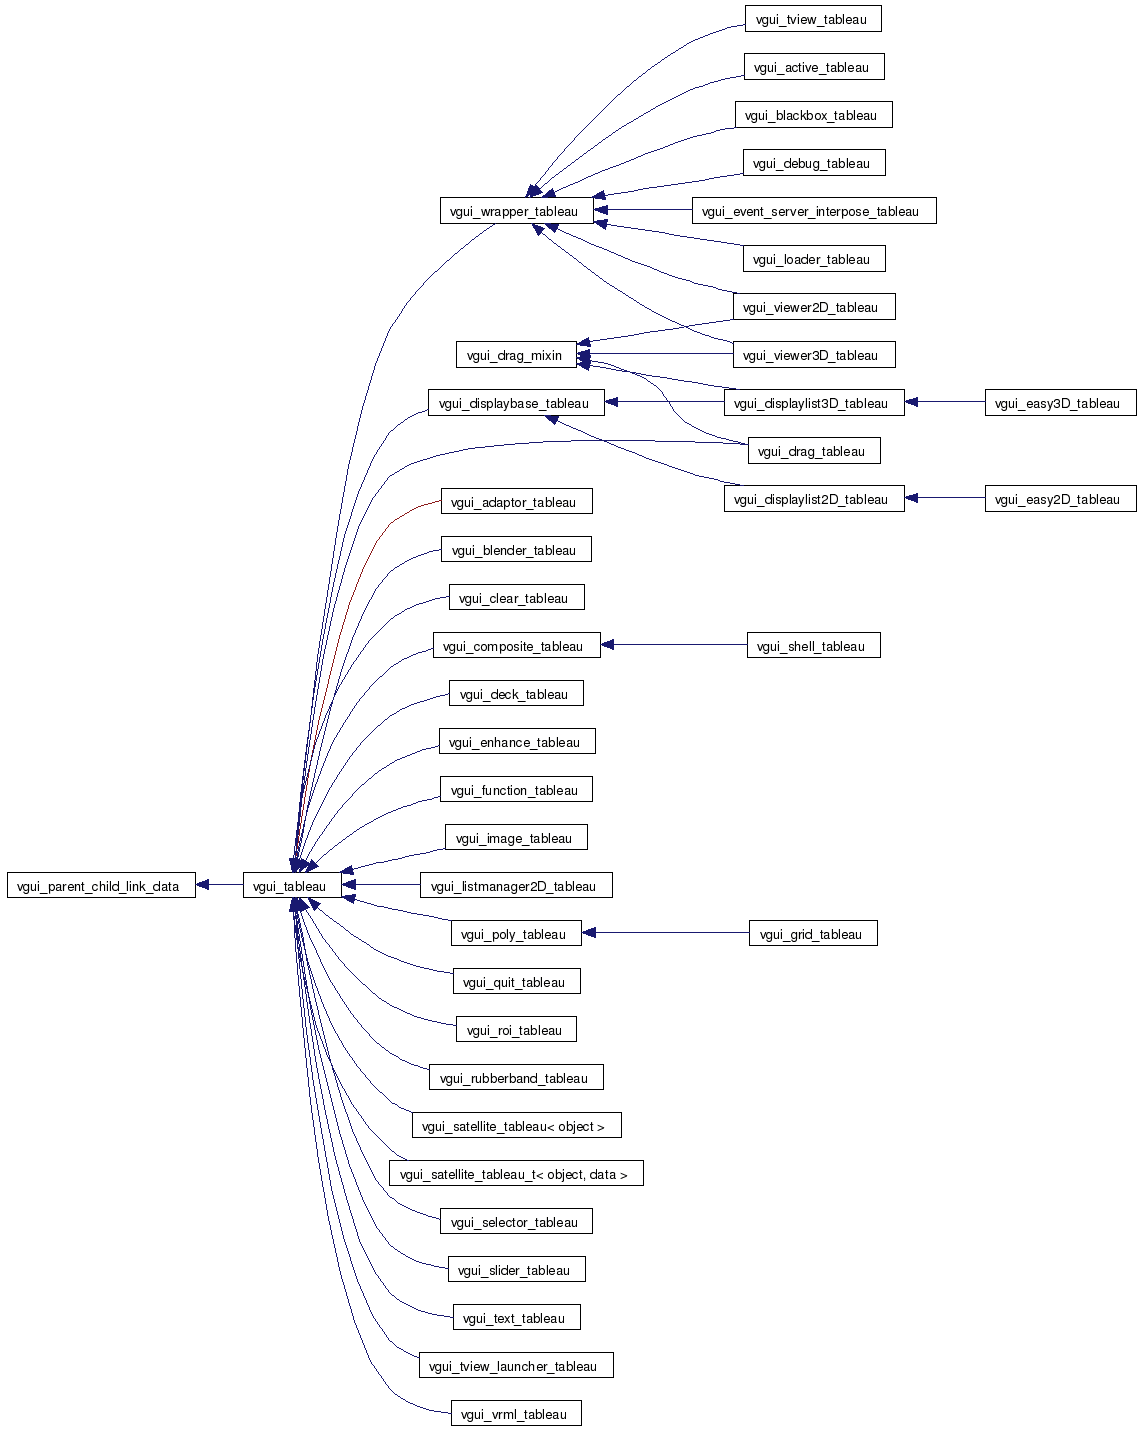 vgui_tview_tableau
vgui_active_tableau
vgui_blackbox_tableau
vgui_debug_tableau
vgui_wrapper_tableau
vgui_event_server_interpose_tableau
vgui_loader_tableau
vgui_viewer2D_tableau
vgui_drag_mixin
vgui_viewer3D_tableau
vgui_displaybase_tableau
vgui_displaylist3D_tableau
vgui_easy3D_tableau
vgui_drag_tableau
vgui_adaptor_tableau
vgui_displaylist2D_tableau
vgui_easy2D_tableau
vgui_blender_tableau
vgui_clear_tableau
vgui_composite_tableau
vgui_shell_tableau
vgui_deck_tableau
vgui_enhance_tableau
vgui_function_tableau
vgui_image_tableau
vgui_parent_child_link_data
vgui_tableau
vgui_listmanager2D_tableau
vgui_poly_tableau
vgui_grid_tableau
vgui_quit_tableau
vgui_roi_tableau
vgui_rubberband_tableau
vgui_satellite_tableau< object >
vgui_satellite_tableau_t< object, data >
vgui_selector_tableau
vgui_slider_tableau
vgui_text_tableau
vgui_tview_launcher_tableau
vgui_vrml_tableau